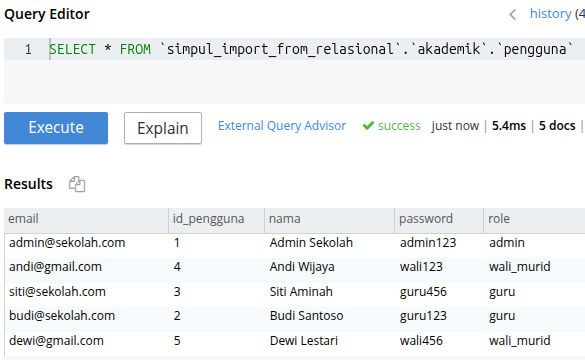 Query Editor
history (4
1 SELECT * FROM `simpul_import_from_relasional`.`akademik`.`pengguna`
Execute Explain External Query Advisor success just now | 5.4ms | 5 docs |
Results
email id_pengguna nama password role
admin@sekolah.com 1 Admin Sekolah admin123 admin
andi@gmail.com 4 Andi Wijaya wali123 wali_murid
siti@sekolah.com 3 Siti Aminah guru456 guru
budi@sekolah.com 2 Budi Santoso guru123 guru
dewi@gmail.com 5 Dewi Lestari wali456 wali_murid